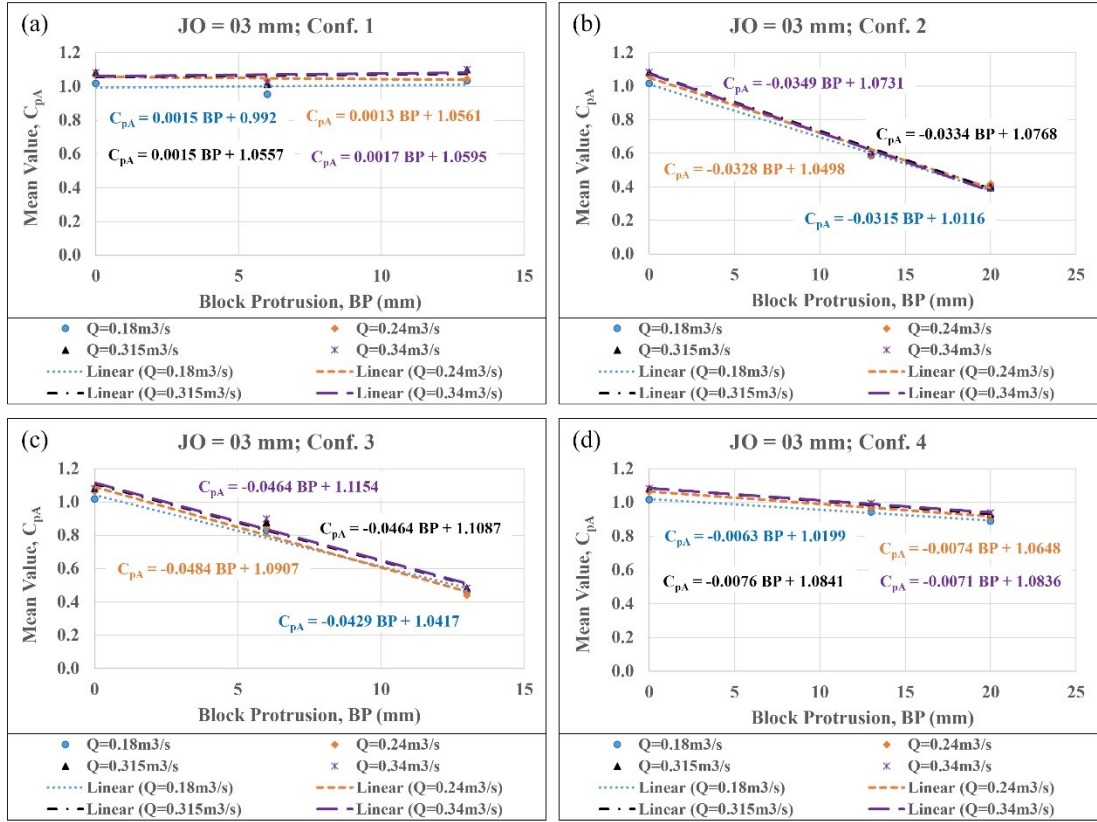 (a)
JO = 03 mm; Conf. 1
Mean Value, CpA
1.2
1.0
0.8
0.6
0.4
0.2
0.0
CpA = 0.0015 BP + 0.992
CpA = 0.0013 BP + 1.0561
CpA = 0.0015 BP + 1.0557
CpA = 0.0017 BP + 1.0595
0 5 10 15
Block Protrusion, BP (mm)
Q=0.18m3/s Q=0.24m3/s
Q=0.315m3/s Q=0.34m3/s
Linear (Q=0.18m3/s) Linear (Q=0.24m3/s)
Linear (Q=0.315m3/s) Linear (Q=0.34m3/s)
(b)
JO = 03 mm; Conf. 2
Mean Value, CpA
1.2
1.0
0.8
0.6
0.4
0.2
0.0
CpA = -0.0349 BP + 1.0731
CpA = -0.0334 BP + 1.0768
CpA = -0.0328 BP + 1.0498
CpA = -0.0315 BP + 1.0116
0 5 10 15 20 25
Block Protrusion, BP (mm)
Q=0.18m3/s Q=0.24m3/s
Q=0.315m3/s Q=0.34m3/s
Linear (Q=0.18m3/s) Linear (Q=0.24m3/s)
Linear (Q=0.315m3/s) Linear (Q=0.34m3/s)
(c)
JO = 03 mm; Conf. 3
Mean Value, CpA
1.2
1.0
0.8
0.6
0.4
0.2
0.0
CpA = -0.0464 BP + 1.1154
CpA = -0.0464 BP + 1.1087
CpA = -0.0484 BP + 1.0907
CpA = -0.0429 BP + 1.0417
0 5 10 15
Block Protrusion, BP (mm)
Q=0.18m3/s Q=0.24m3/s
Q=0.315m3/s Q=0.34m3/s
Linear (Q=0.18m3/s) Linear (Q=0.24m3/s)
Linear (Q=0.315m3/s) Linear (Q=0.34m3/s)
(d)
JO = 03 mm; Conf. 4
Mean Value, CpA
1.2
1.0
0.8
0.6
0.4
0.2
0.0
CpA = -0.0063 BP + 1.0199
CpA = -0.0074 BP + 1.0648
CpA = -0.0076 BP + 1.0841
CpA = -0.0071 BP + 1.0836
0 5 10 15 20 25
Block Protrusion, BP (mm)
Q=0.18m3/s Q=0.24m3/s
Q=0.315m3/s Q=0.34m3/s
Linear (Q=0.18m3/s) Linear (Q=0.24m3/s)
Linear (Q=0.315m3/s) Linear (Q=0.34m3/s)